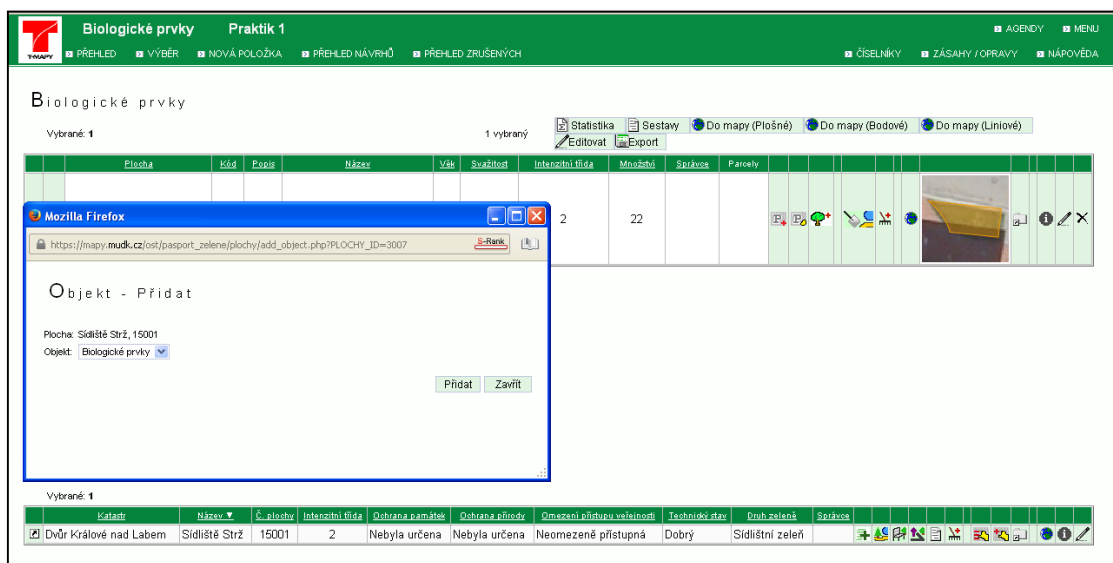 Biologické prvky Praktik 1
AGENDY MENU
T-MAPY PŘEHLED VÝBĚR NOVÁ POLOŽKA PŘEHLED NÁVRHŮ PŘEHLED ZRUŠENÝCH ČÍSELNÍKY ZÁSAHY / OPRAVY NÁPOVĚDA
Biologické prvky
Vybrané: 1 1 vybraný Statistika Sestavy Do mapy (Plošné) Do mapy (Bodové) Do mapy (Liniové)
Editovat Export
Plocha Kód Popis Název Věk Svažitost Intenzitní třída Množství Správce Parcely
2 22
Mozilla Firefox
https://mapy.mudk.cz/ost/pasport_zelene/plochy/add_object.php?PLOCHY_ID=3007 S-Rank
Objekt - Přidat
Plocha: Sídliště Strž, 15001
Objekt: Biologické prvky
Přidat Zavřít
Vybrané: 1
Katastr Název ▼ Č. plochy Intenzitní třída Ochrana památek Ochrana přírody Omezení přístupu veřejnosti Technický stav Druh zeleně Správce
Dvůr Králové nad Labem Sídliště Strž 15001 2 Nebyla určena Nebyla určena Neomezeně přístupná Dobrý Sídlištní zeleň